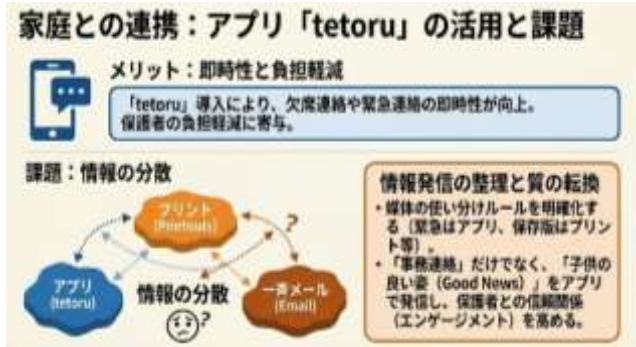 家庭との連携：アプリ「tetoru」の活用と課題
メリット：即時性と負担軽減
「tetoru」導入により、欠席連絡や緊急連絡の即時性が向上。
保護者の負担軽減に寄与。
課題：情報の分散
プリント
(Printouts)
?
アプリ
(tetoru)
情報の分散
?
一斉メール
(Email)
情報発信の整理と質の転換
・媒体の使い分けルールを明確化す
る（緊急はアプリ、保存版はプリン
ト等）。
・「事務連絡」だけでなく、「子供の
良い姿（Good News）」をアプリ
で発信し、保護者との信頼関係
（エンゲージメント）を高める。